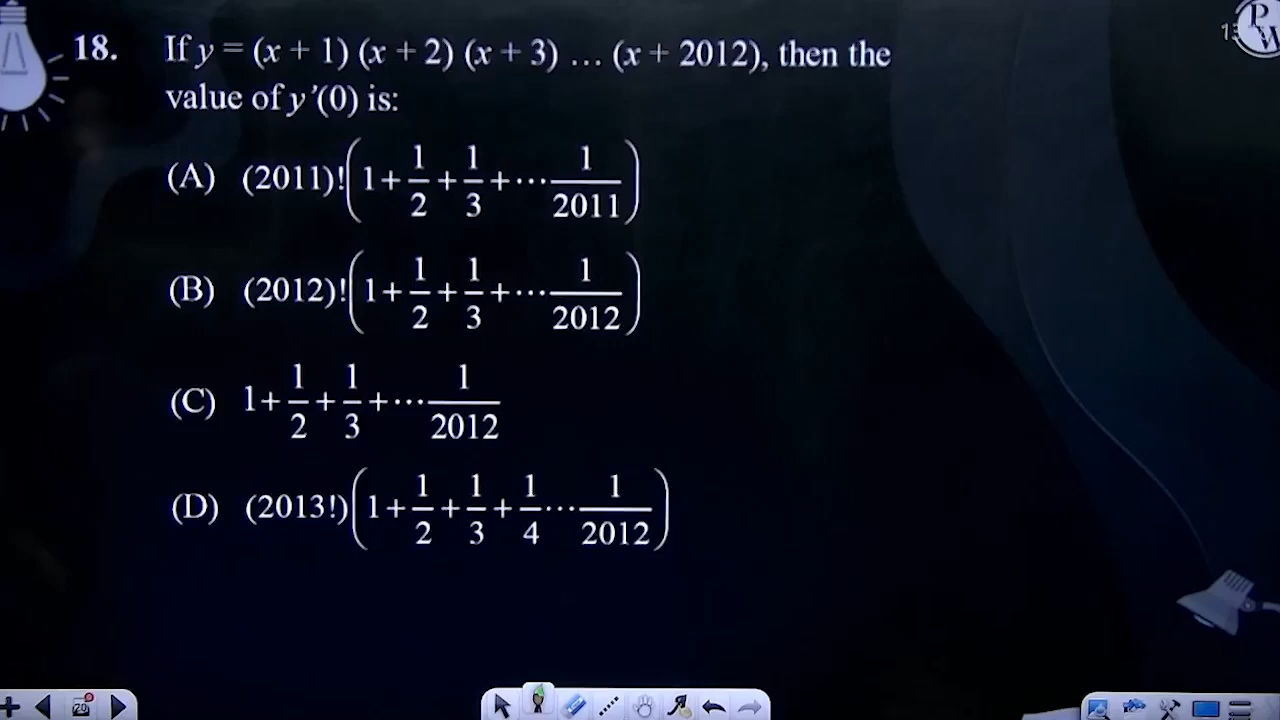 18. If y = (x + 1) (x + 2) (x + 3) … (x + 2012), then the
value of y'(0) is:
(A) (2011)!(1+1/2+1/3+⋯1/2011)
(B) (2012)!(1+1/2+1/3+⋯1/2012)
(C) 1+1/2+1/3+⋯1/2012
(D) (2013!)(1+1/2+1/3+1/4⋯1/2012)
PW
20